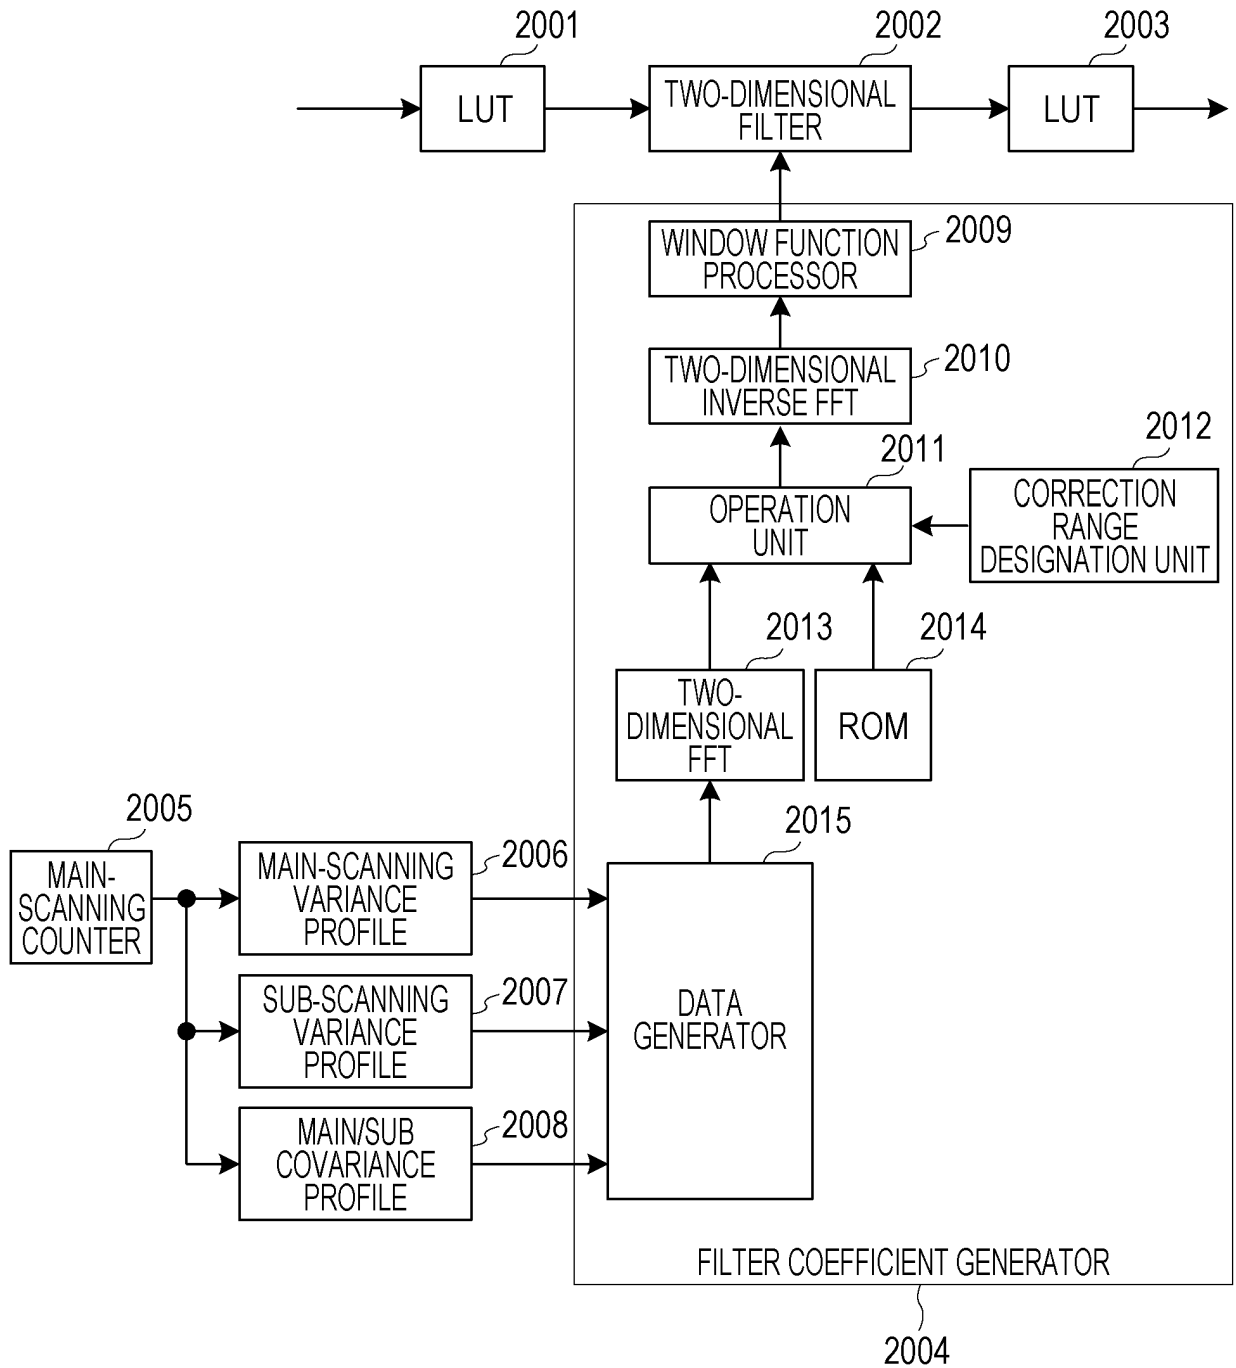 2001
2002
2003
LUT
TWO-DIMENSIONAL
FILTER
LUT
WINDOW FUNCTION
PROCESSOR
2009
TWO-DIMENSIONAL
INVERSE FFT
2010
2011
OPERATION
UNIT
2012
CORRECTION
RANGE
DESIGNATION UNIT
2013
TWO-
DIMENSIONAL
FFT
2014
ROM
2005
MAIN-
SCANNING
COUNTER
MAIN-SCANNING
VARIANCE
PROFILE
2006
SUB-SCANNING
VARIANCE
PROFILE
2007
MAIN/SUB
COVARIANCE
PROFILE
2008
2015
DATA
GENERATOR
FILTER COEFFICIENT GENERATOR
2004